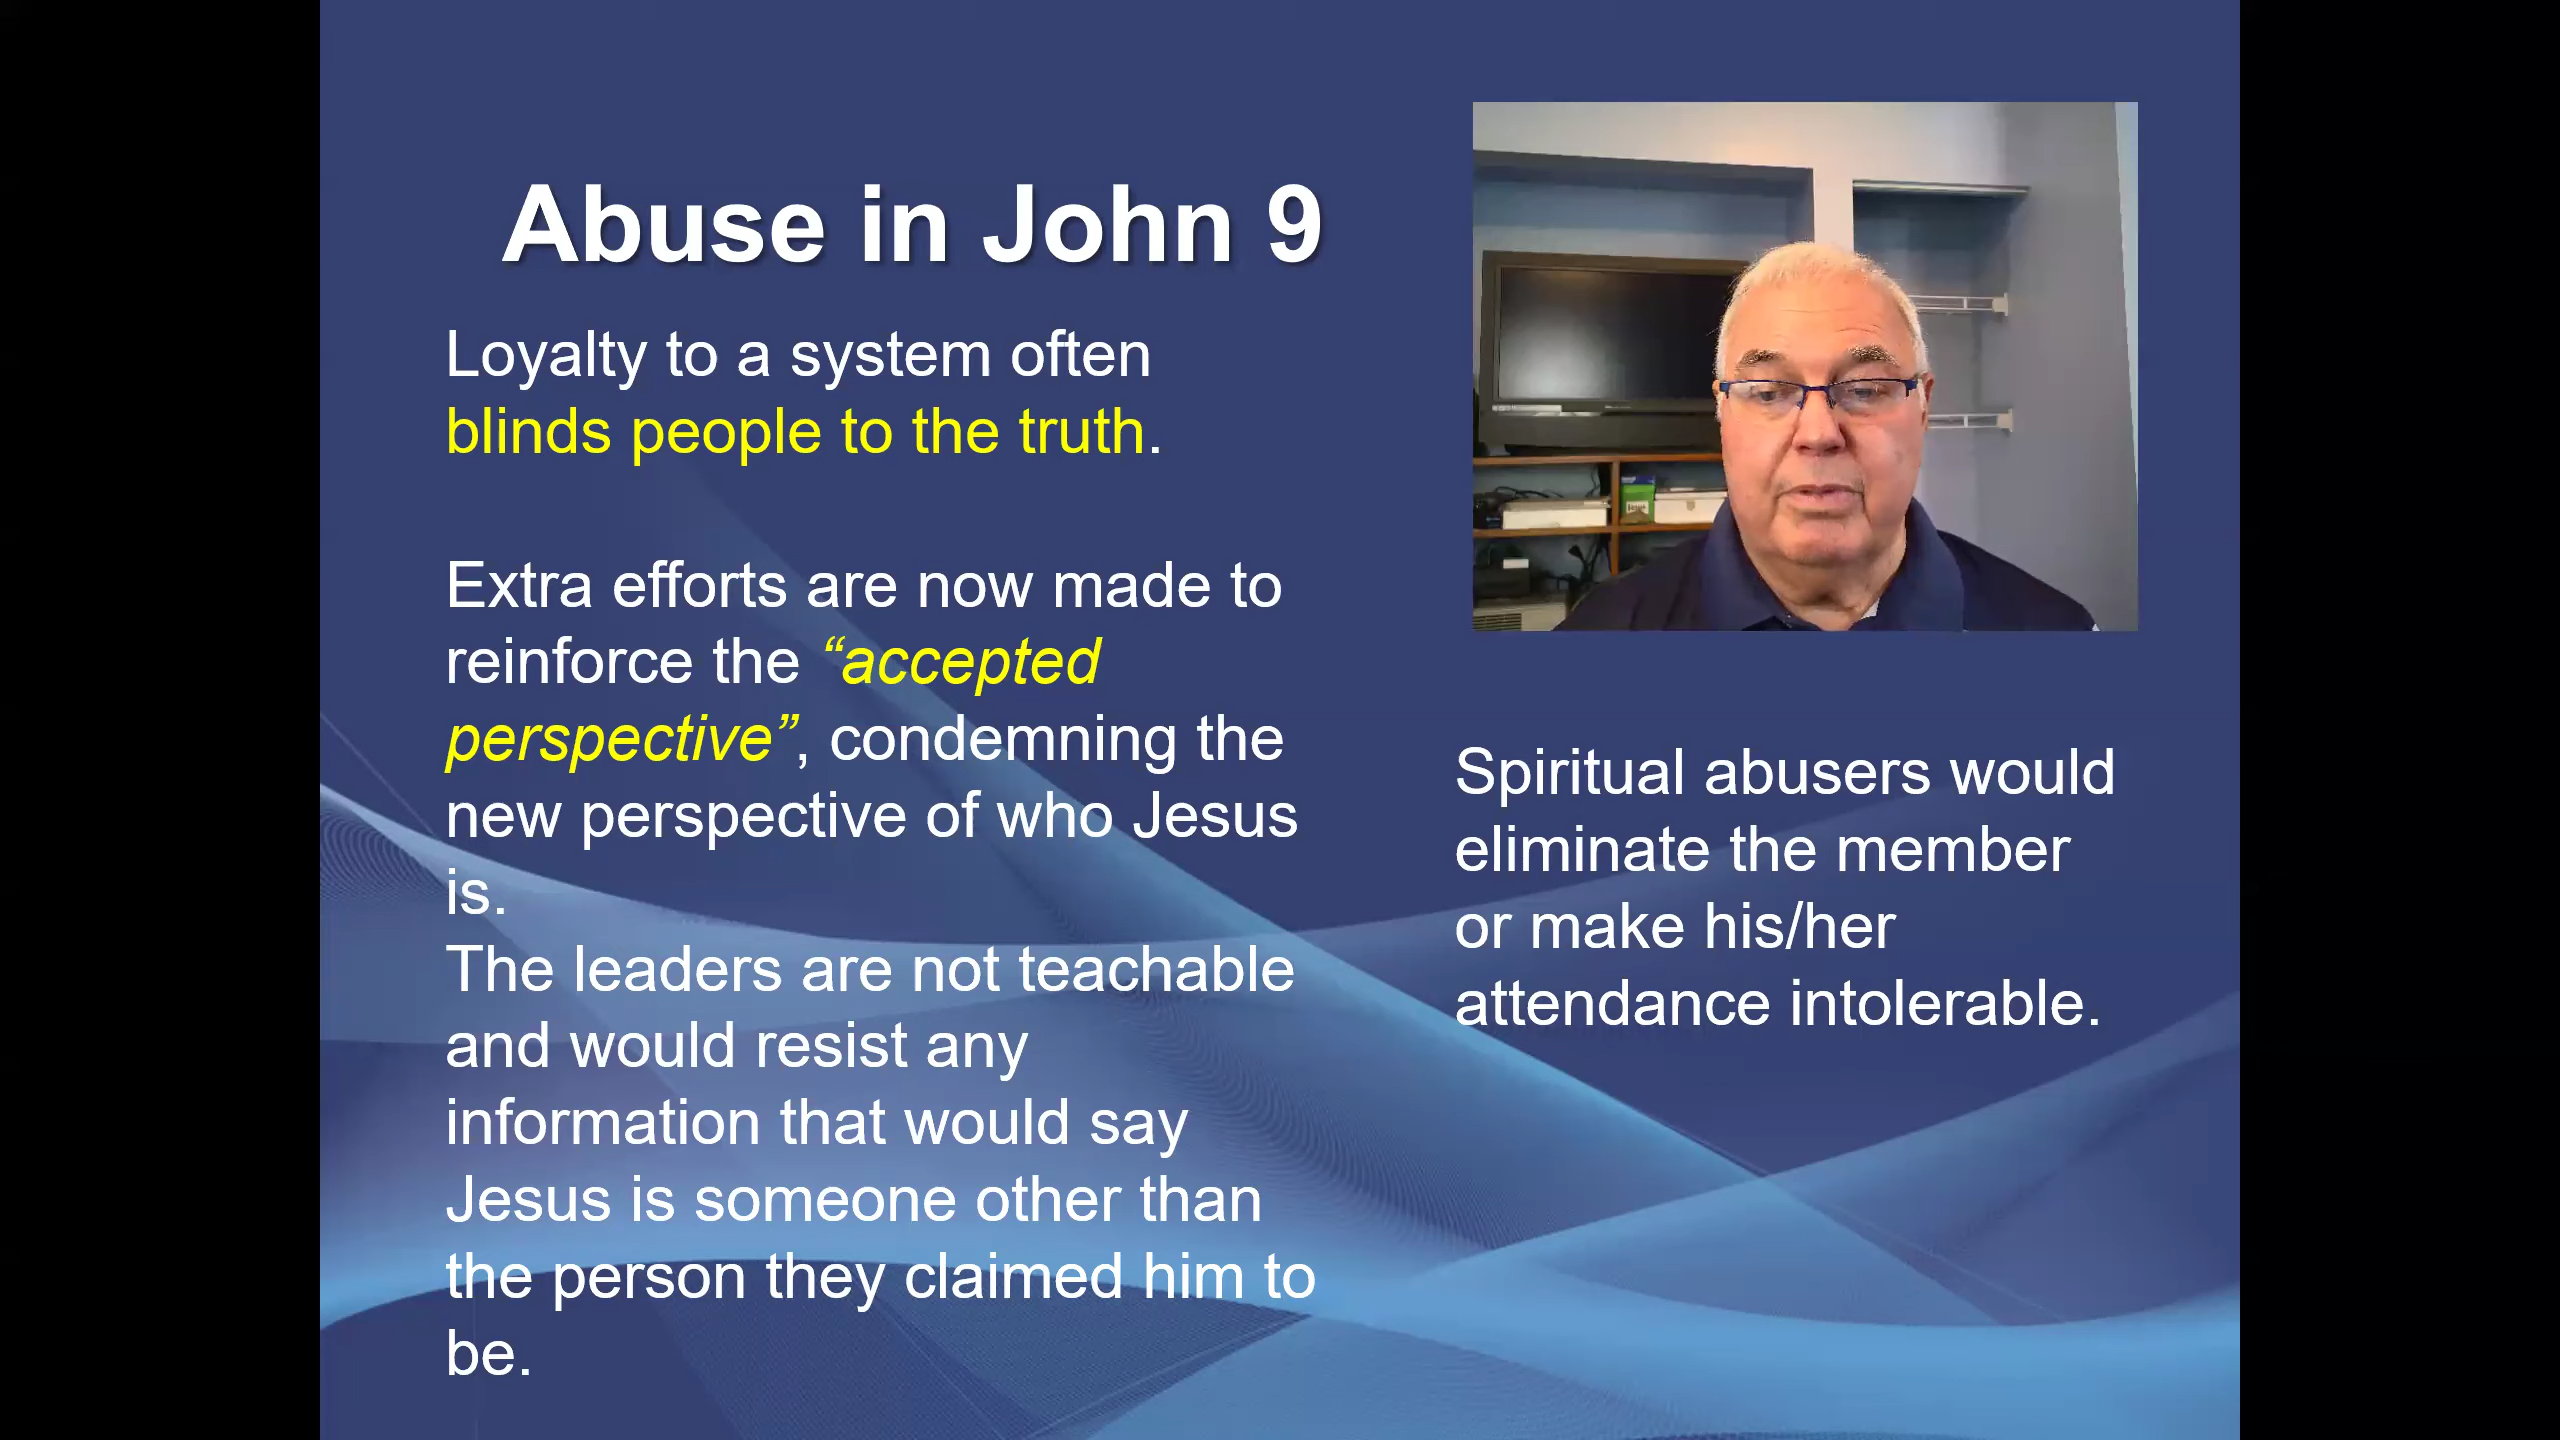 Abuse in John 9
Loyalty to a system often
blinds people to the truth.
Extra efforts are now made to
reinforce the “accepted
perspective”, condemning the
new perspective of who Jesus
is.
The leaders are not teachable
and would resist any
information that would say
Jesus is someone other than
the person they claimed him to
be.
Spiritual abusers would
eliminate the member
or make his/her
attendance intolerable.